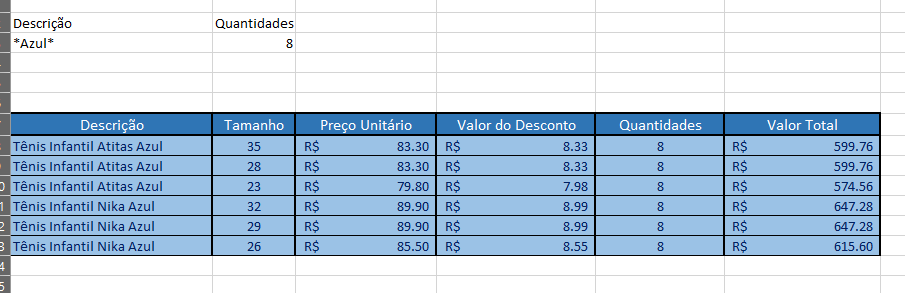 Descrição Quantidades
*Azul* 8
Descrição Tamanho Preço Unitário Valor do Desconto Quantidades Valor Total
Tênis Infantil Atitas Azul 35 R$ 83.30 R$ 8.33 8 R$ 599.76
Tênis Infantil Atitas Azul 28 R$ 83.30 R$ 8.33 8 R$ 599.76
Tênis Infantil Atitas Azul 23 R$ 79.80 R$ 7.98 8 R$ 574.56
Tênis Infantil Nika Azul 32 R$ 89.90 R$ 8.99 8 R$ 647.28
Tênis Infantil Nika Azul 29 R$ 89.90 R$ 8.99 8 R$ 647.28
Tênis Infantil Nika Azul 26 R$ 85.50 R$ 8.55 8 R$ 615.60